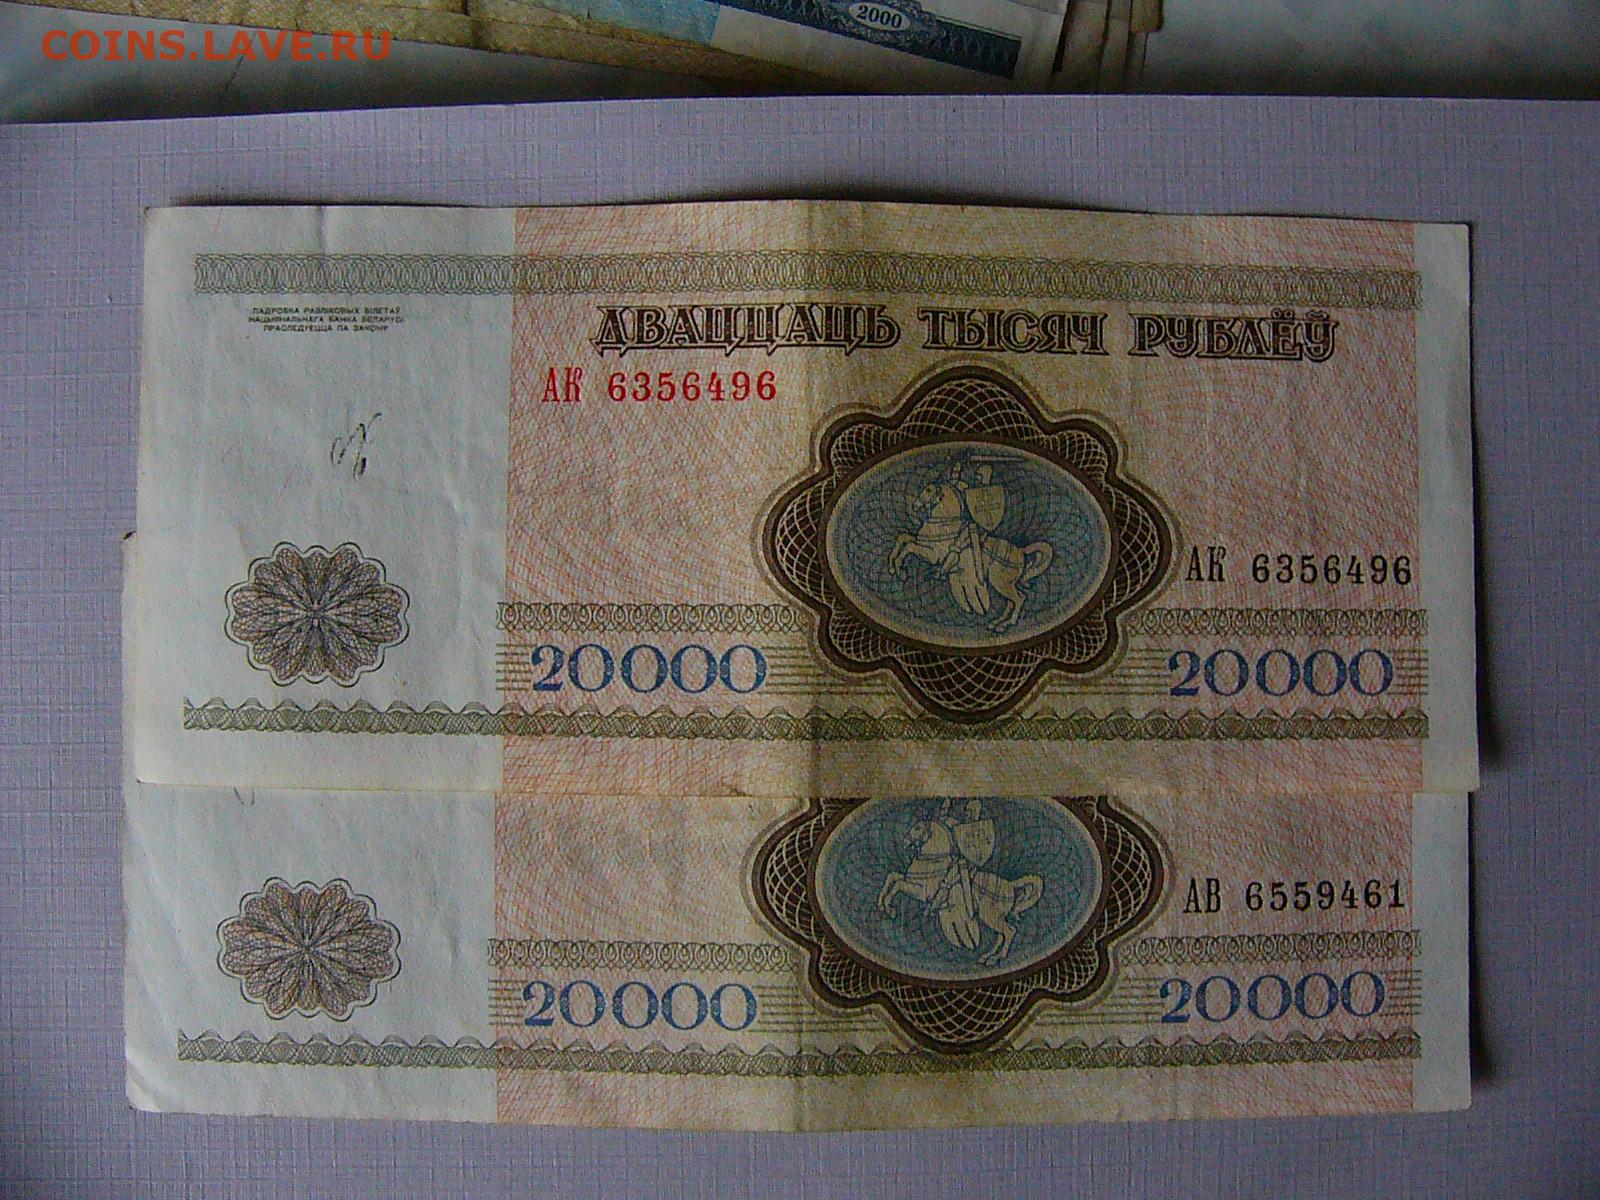 COINS.LAVE.RU
2000
ПАДРОБКА РАЗЛІКОВЫХ БІЛЕТАЎ
НАЦЫЯНАЛЬНАГА БАНКА БЕЛАРУСІ
ПРАСЛЕДУЕЦЦА ПА ЗАКОНУ
ДВАЦЦАЦЬ ТЫСЯЧ РУБЛЁЎ
АК 6356496
АК 6356496
20000 20000
АВ 6559461
20000 20000